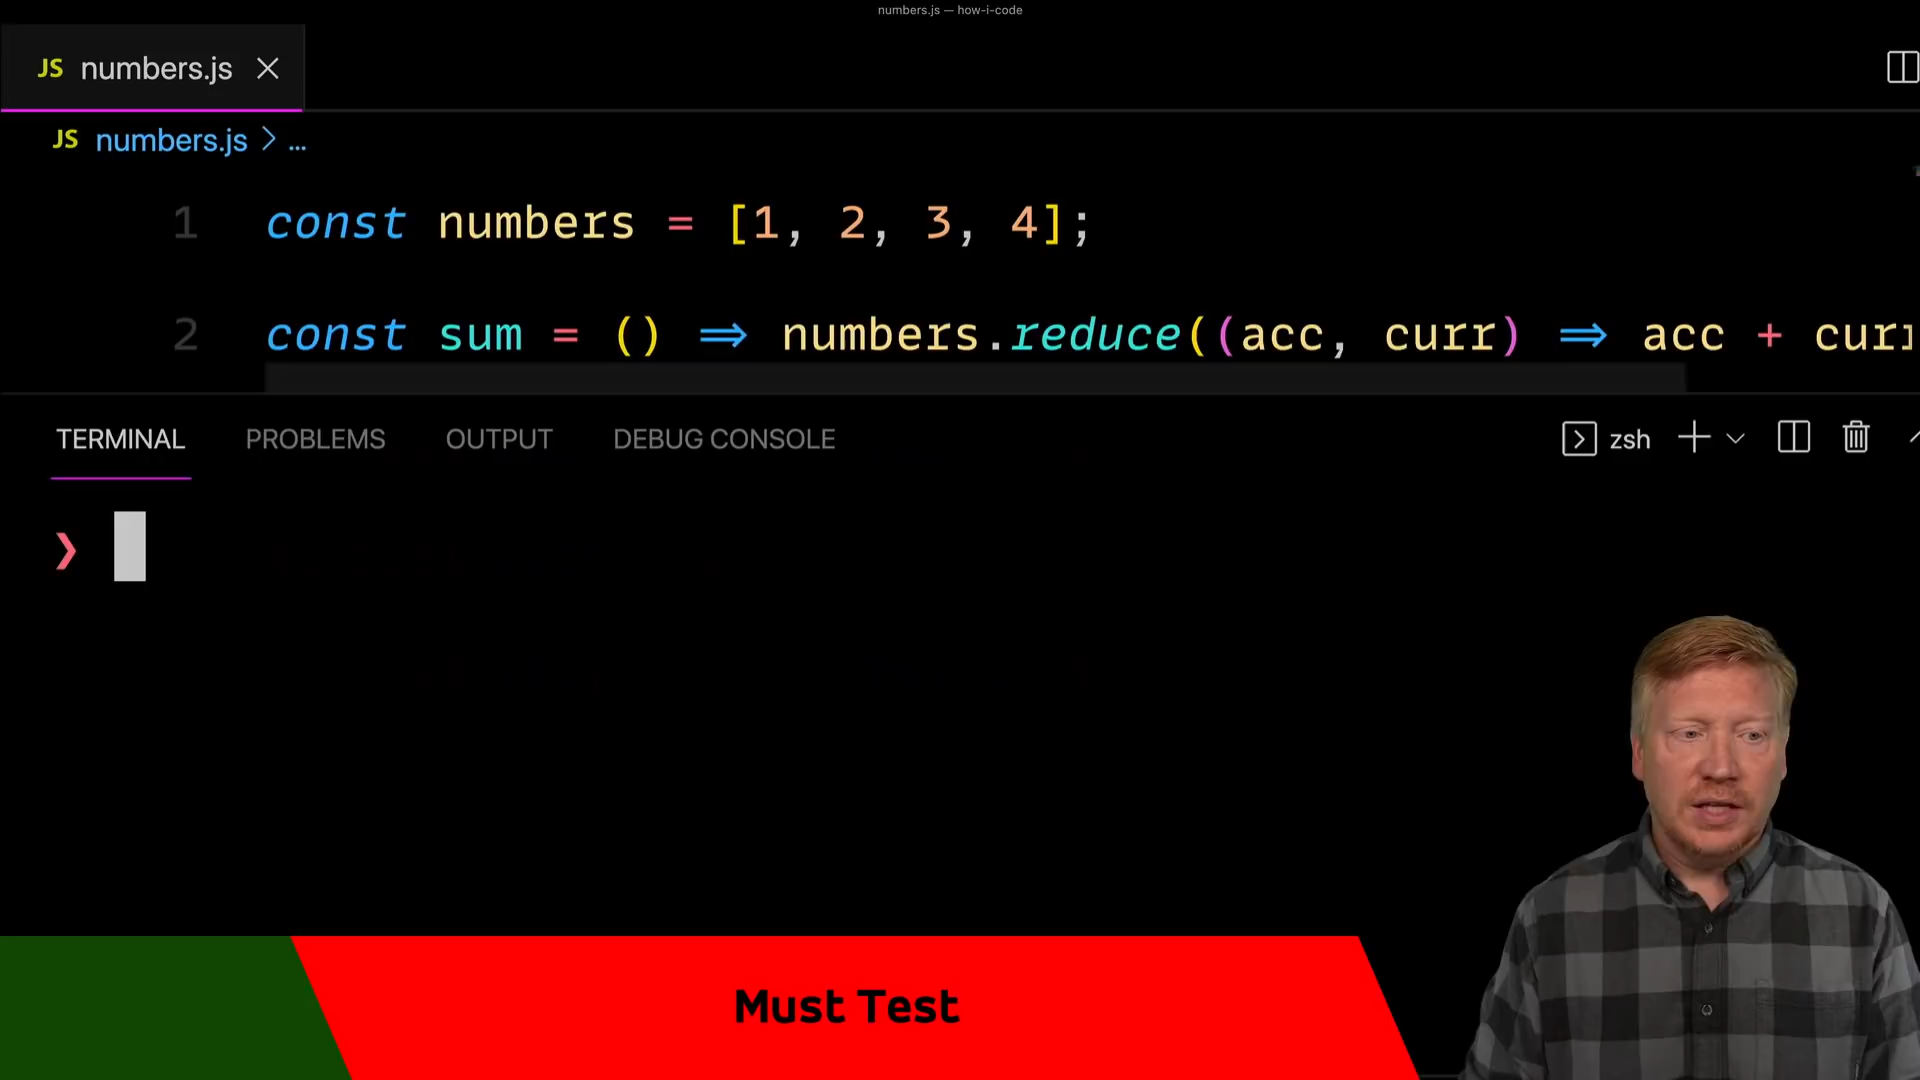 numbers.js — how-i-code
JS numbers.js
JS numbers.js > ...
1 const numbers = [1, 2, 3, 4];
2 const sum = () => numbers.reduce((acc, curr) => acc + curr
TERMINAL PROBLEMS OUTPUT DEBUG CONSOLE zsh
❯
Must Test